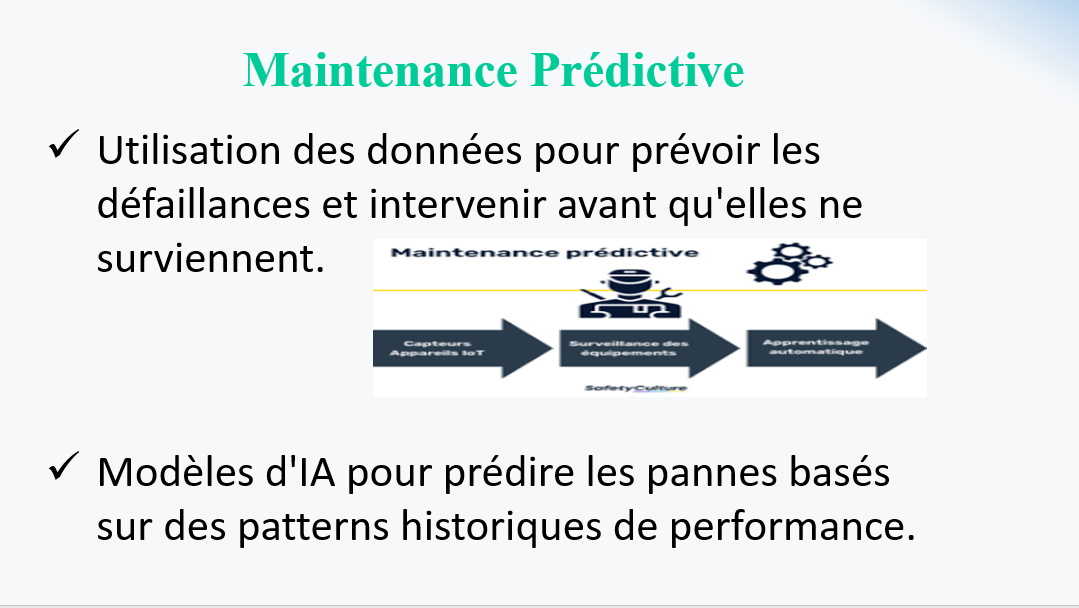 Maintenance Prédictive
✓ Utilisation des données pour prévoir les
défaillances et intervenir avant qu'elles ne
surviennent.
Maintenance prédictive
Capteurs
Appareils IoT
Surveillance des
équipements
Apprentissage
automatique
SafetyCulture
✓ Modèles d'IA pour prédire les pannes basés
sur des patterns historiques de performance.